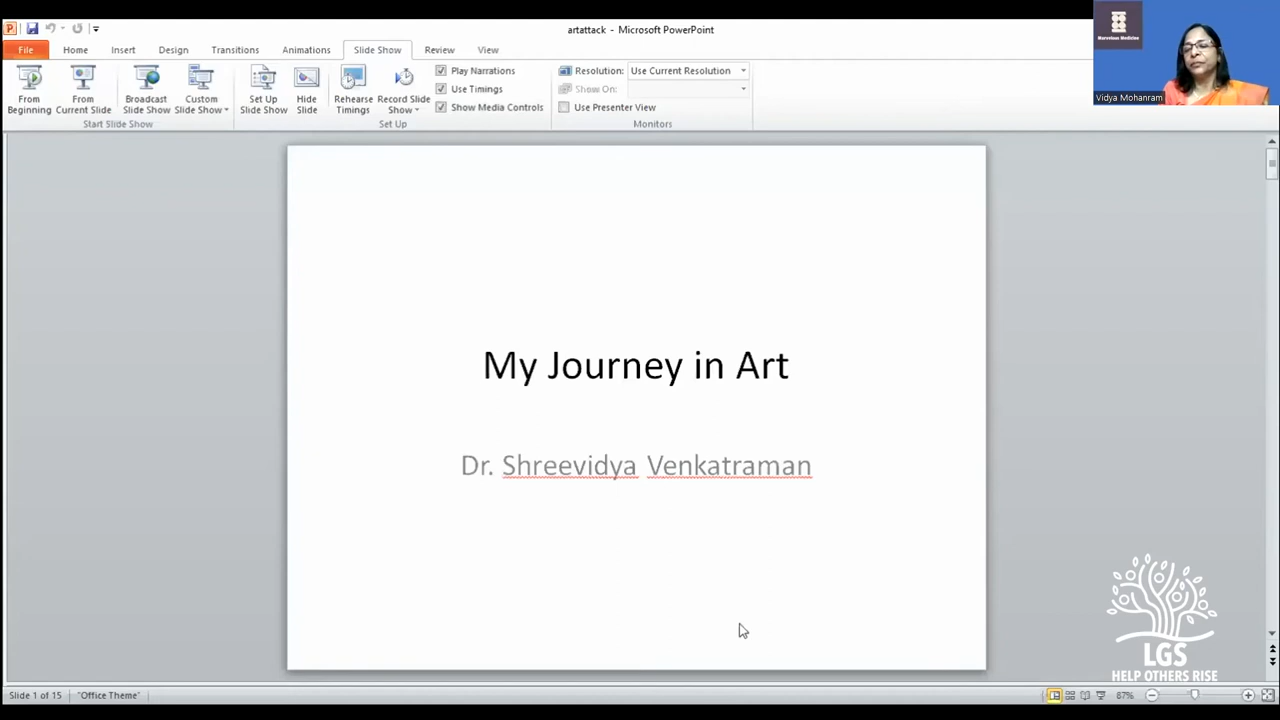 artattack - Microsoft PowerPoint
File Home Insert Design Transitions Animations Slide Show Review View
From Beginning
From Current Slide
Broadcast Slide Show
Custom Slide Show
Set Up Slide Show
Hide Slide
Rehearse Timings
Record Slide Show
Play Narrations
Use Timings
Show Media Controls
Resolution: Use Current Resolution
Show On:
Use Presenter View
Start Slide Show
Set Up
Monitors
Marvelous Medicine
Vidya Mohanram
My Journey in Art
Dr. Shreevidya Venkatraman
LGS
HELP OTHERS RISE
Slide 1 of 15 "Office Theme" 87%